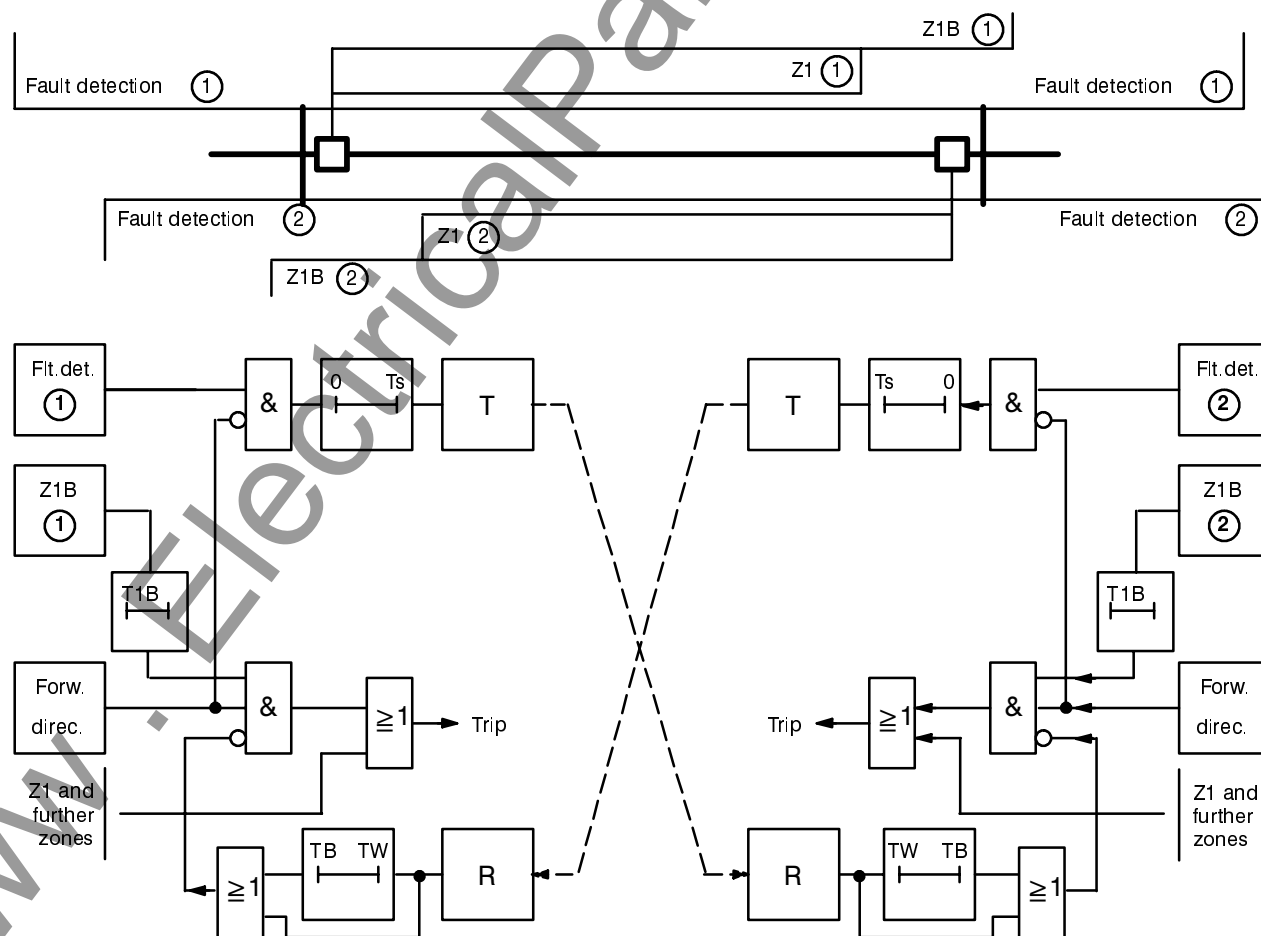 Z1B 1
Z1 1
Fault detection 1
Fault detection 1
Fault detection 2
Fault detection 2
Z1 2
Z1B 2
Flt.det.
1
&
0 Ts
T
T
Ts 0
&
Flt.det.
2
Z1B
1
Z1B
2
T1B
T1B
Forw.
direc.
&
≥1
Trip
Trip
≥1
&
Forw.
direc.
Z1 and
further
zones
Z1 and
further
zones
≥1
TB TW
R
R
TW TB
≥1
w . ElectricalPa